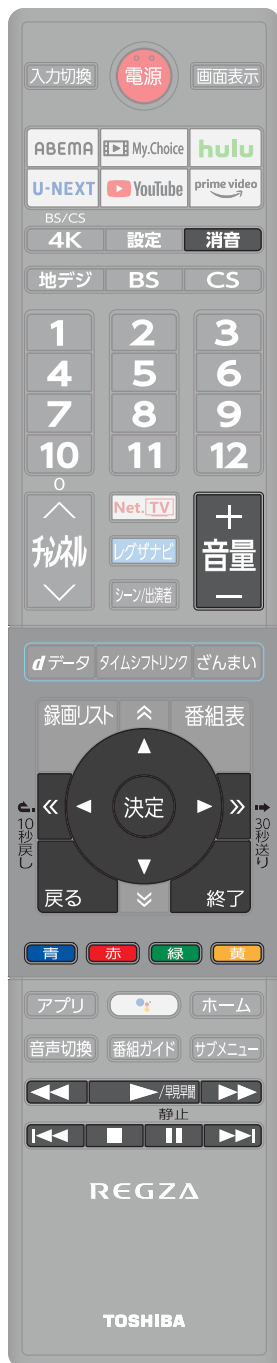 入力切換 電源 画面表示
ABEMA My.Choice hulu
U-NEXT YouTube prime video
BS/CS
4K 設定 消音
地デジ BS CS
1 2 3
4 5 6
7 8 9
10 11 12
0
チャンネル Net.TV + 音量 −
レグザナビ
シーン/出演者
dデータ タイムシフトリンク ざんまい
録画リスト 番組表
10秒戻し 決定 30秒送り
戻る 終了
青 赤 緑 黄
アプリ ホーム
音声切換 番組ガイド サブメニュー
/早見早聞
静止
REGZA
TOSHIBA